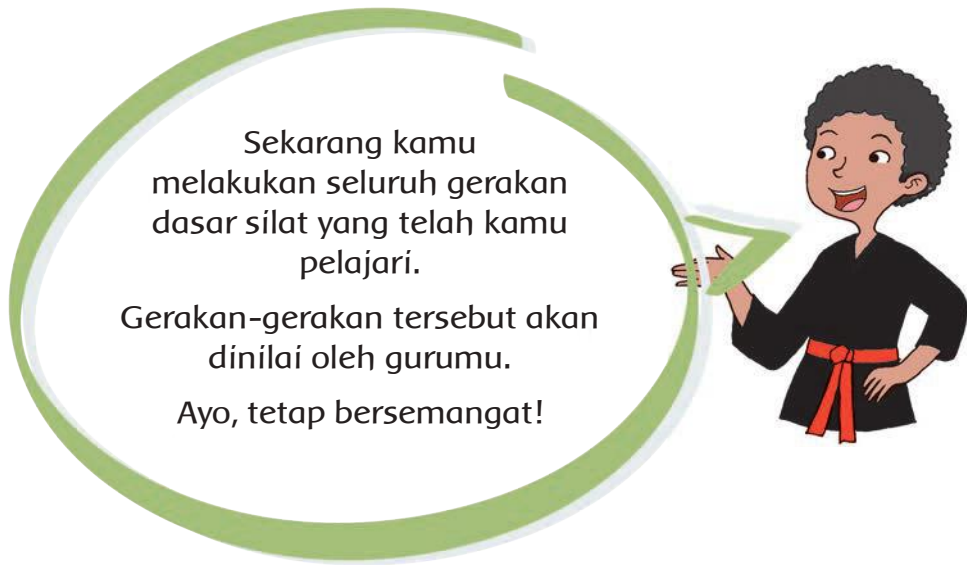 Sekarang kamu
melakukan seluruh gerakan
dasar silat yang telah kamu
pelajari.
Gerakan-gerakan tersebut akan
dinilai oleh gurumu.
Ayo, tetap bersemangat!